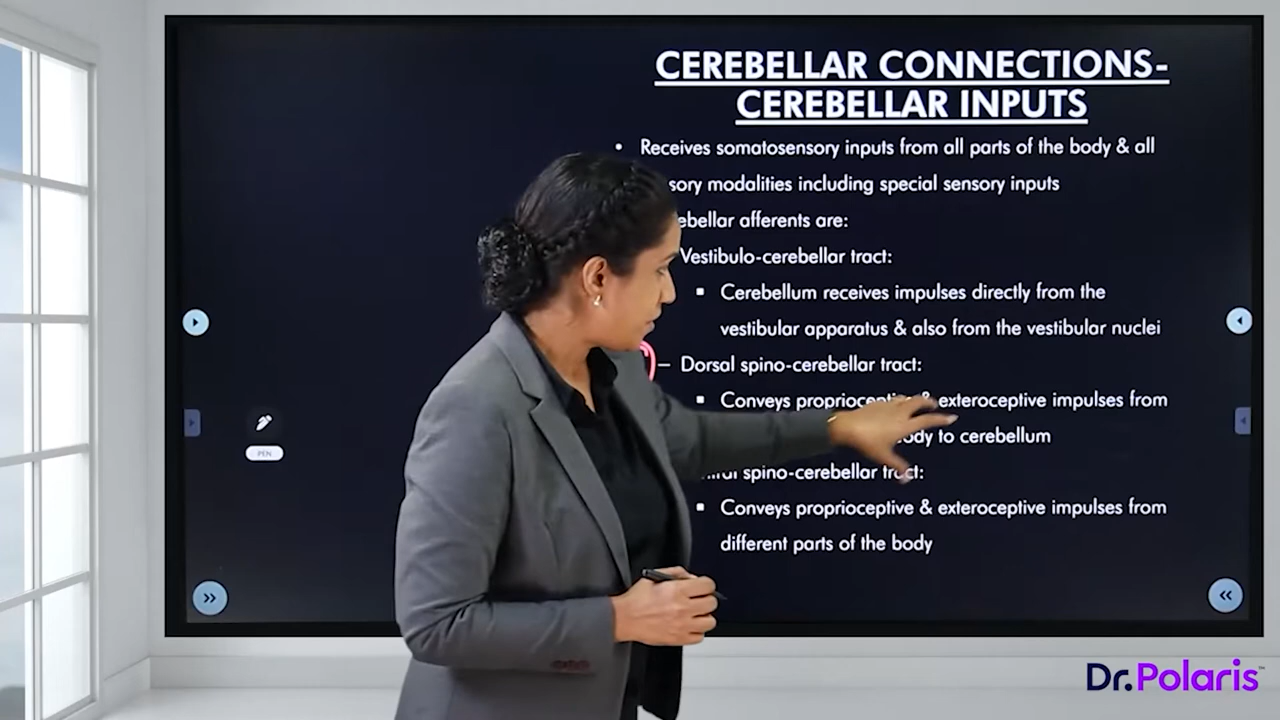 CEREBELLAR CONNECTIONS-
CEREBELLAR INPUTS
• Receives somatosensory inputs from all parts of the body & all
modalities including special sensory inputs
afferents are:
Vestibulo-cerebellar tract:
▪ Cerebellum receives impulses directly from the
vestibular apparatus & also from the vestibular nuclei
– Dorsal spino-cerebellar tract:
▪ Conveys proprioceptive & exteroceptive impulses from
to cerebellum
spino-cerebellar tract:
▪ Conveys proprioceptive & exteroceptive impulses from
different parts of the body
PEN
Dr.Polaris